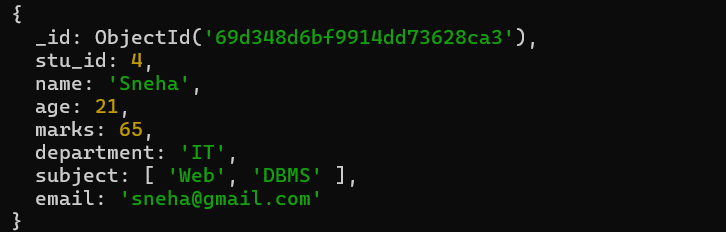 {
  _id: ObjectId('69d348d6bf9914dd73628ca3'),
  stu_id: 4,
  name: 'Sneha',
  age: 21,
  marks: 65,
  department: 'IT',
  subject: [ 'Web', 'DBMS' ],
  email: 'sneha@gmail.com'
}